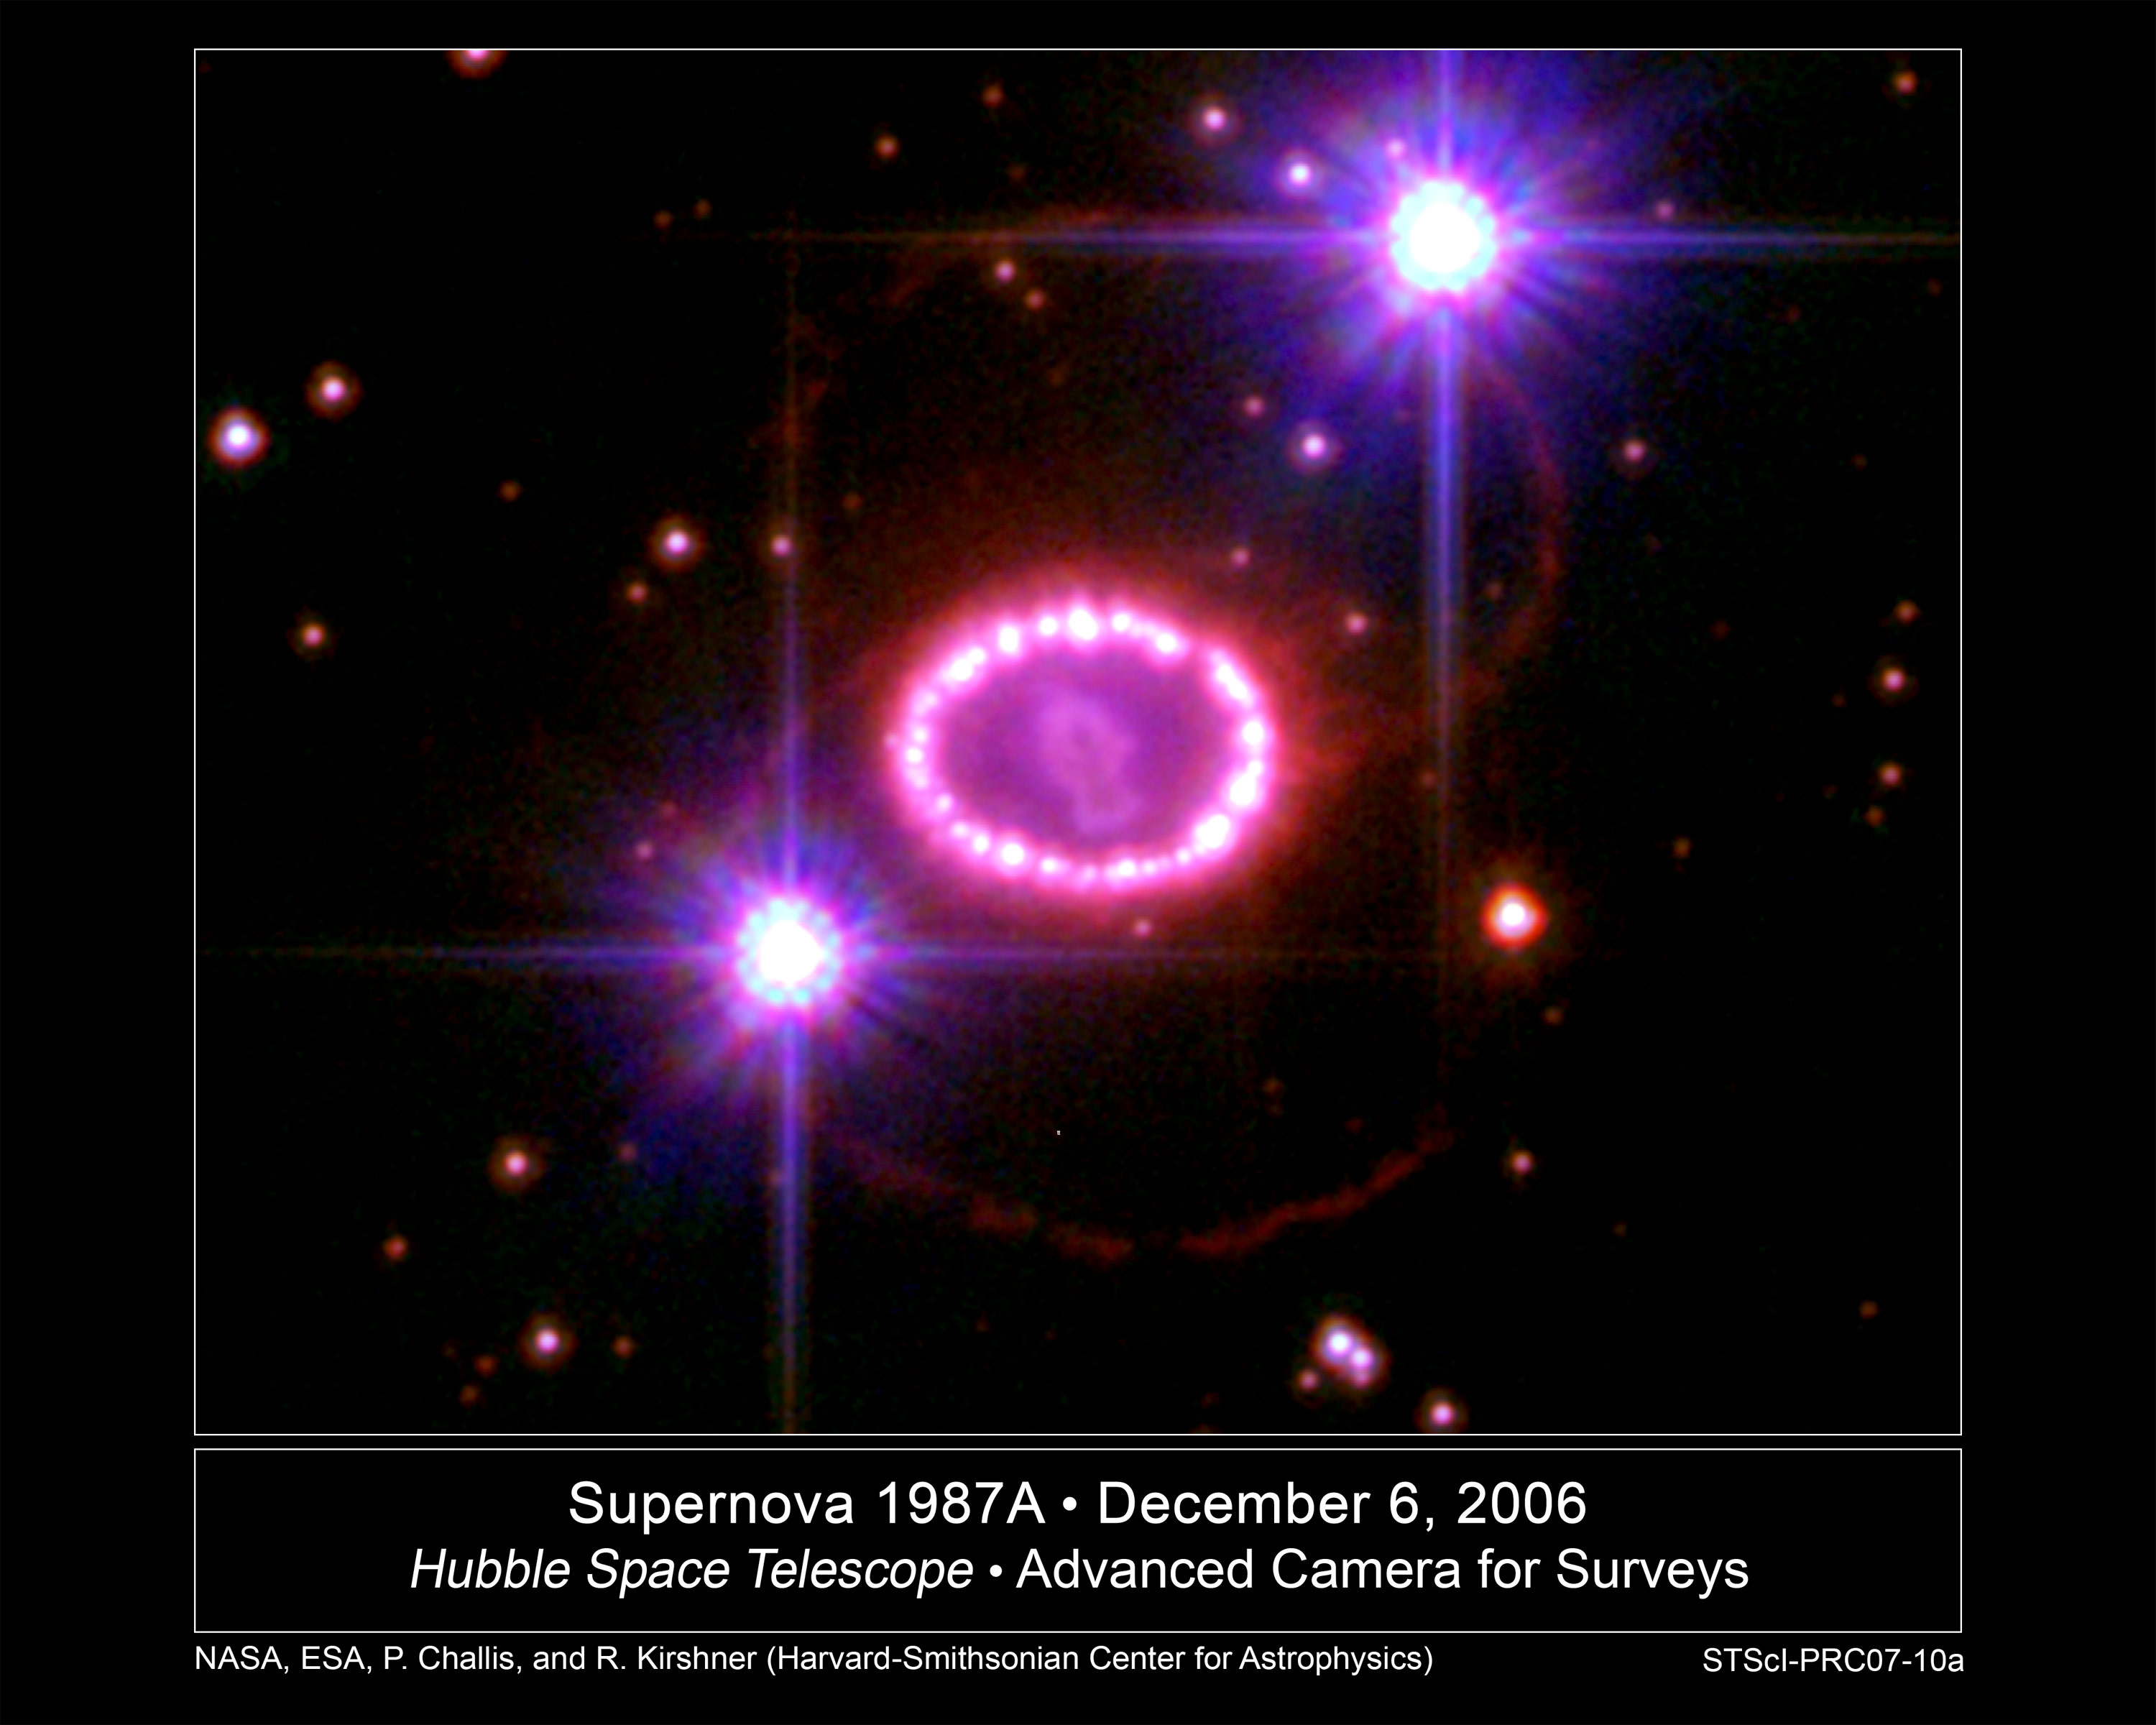 Supernova 1987A • December 6, 2006
Hubble Space Telescope • Advanced Camera for Surveys
NASA, ESA, P. Challis, and R. Kirshner (Harvard-Smithsonian Center for Astrophysics) STScI-PRC07-10a